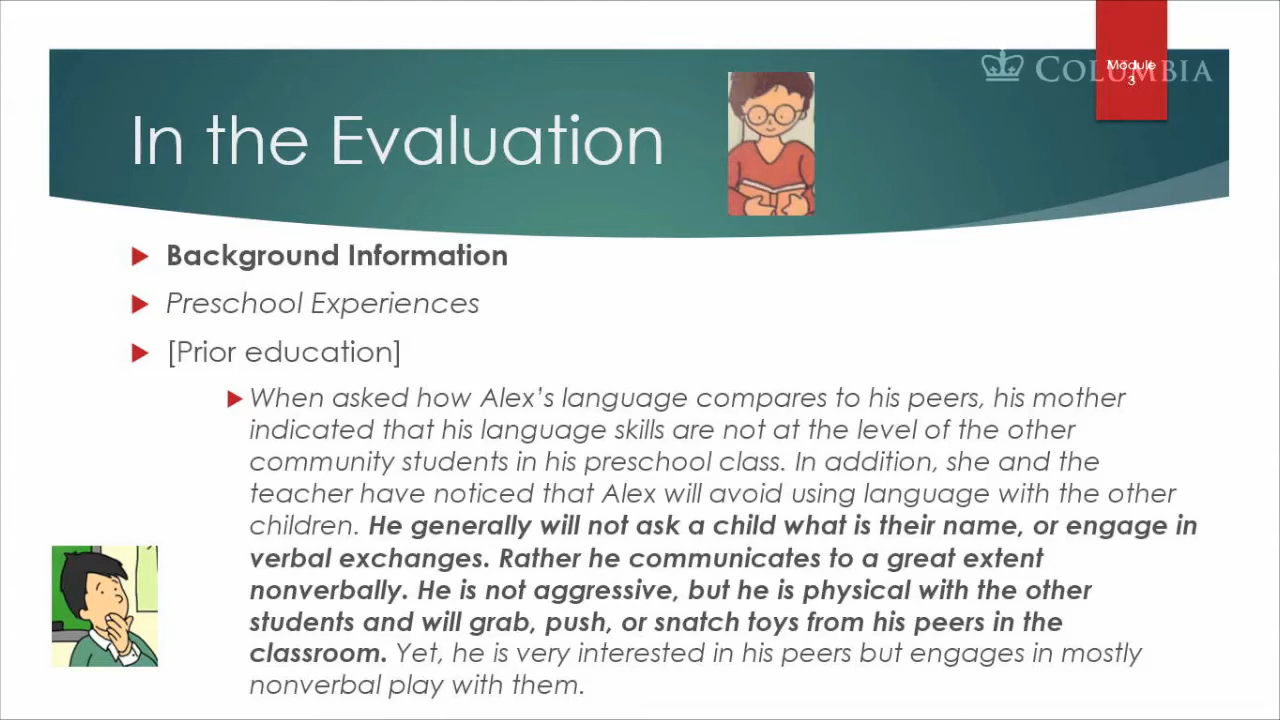 Module
3
COLUMBIA
In the Evaluation
Background Information
Preschool Experiences
[Prior education]
When asked how Alex's language compares to his peers, his mother
indicated that his language skills are not at the level of the other
community students in his preschool class. In addition, she and the
teacher have noticed that Alex will avoid using language with the other
children. He generally will not ask a child what is their name, or engage in
verbal exchanges. Rather he communicates to a great extent
nonverbally. He is not aggressive, but he is physical with the other
students and will grab, push, or snatch toys from his peers in the
classroom. Yet, he is very interested in his peers but engages in mostly
nonverbal play with them.